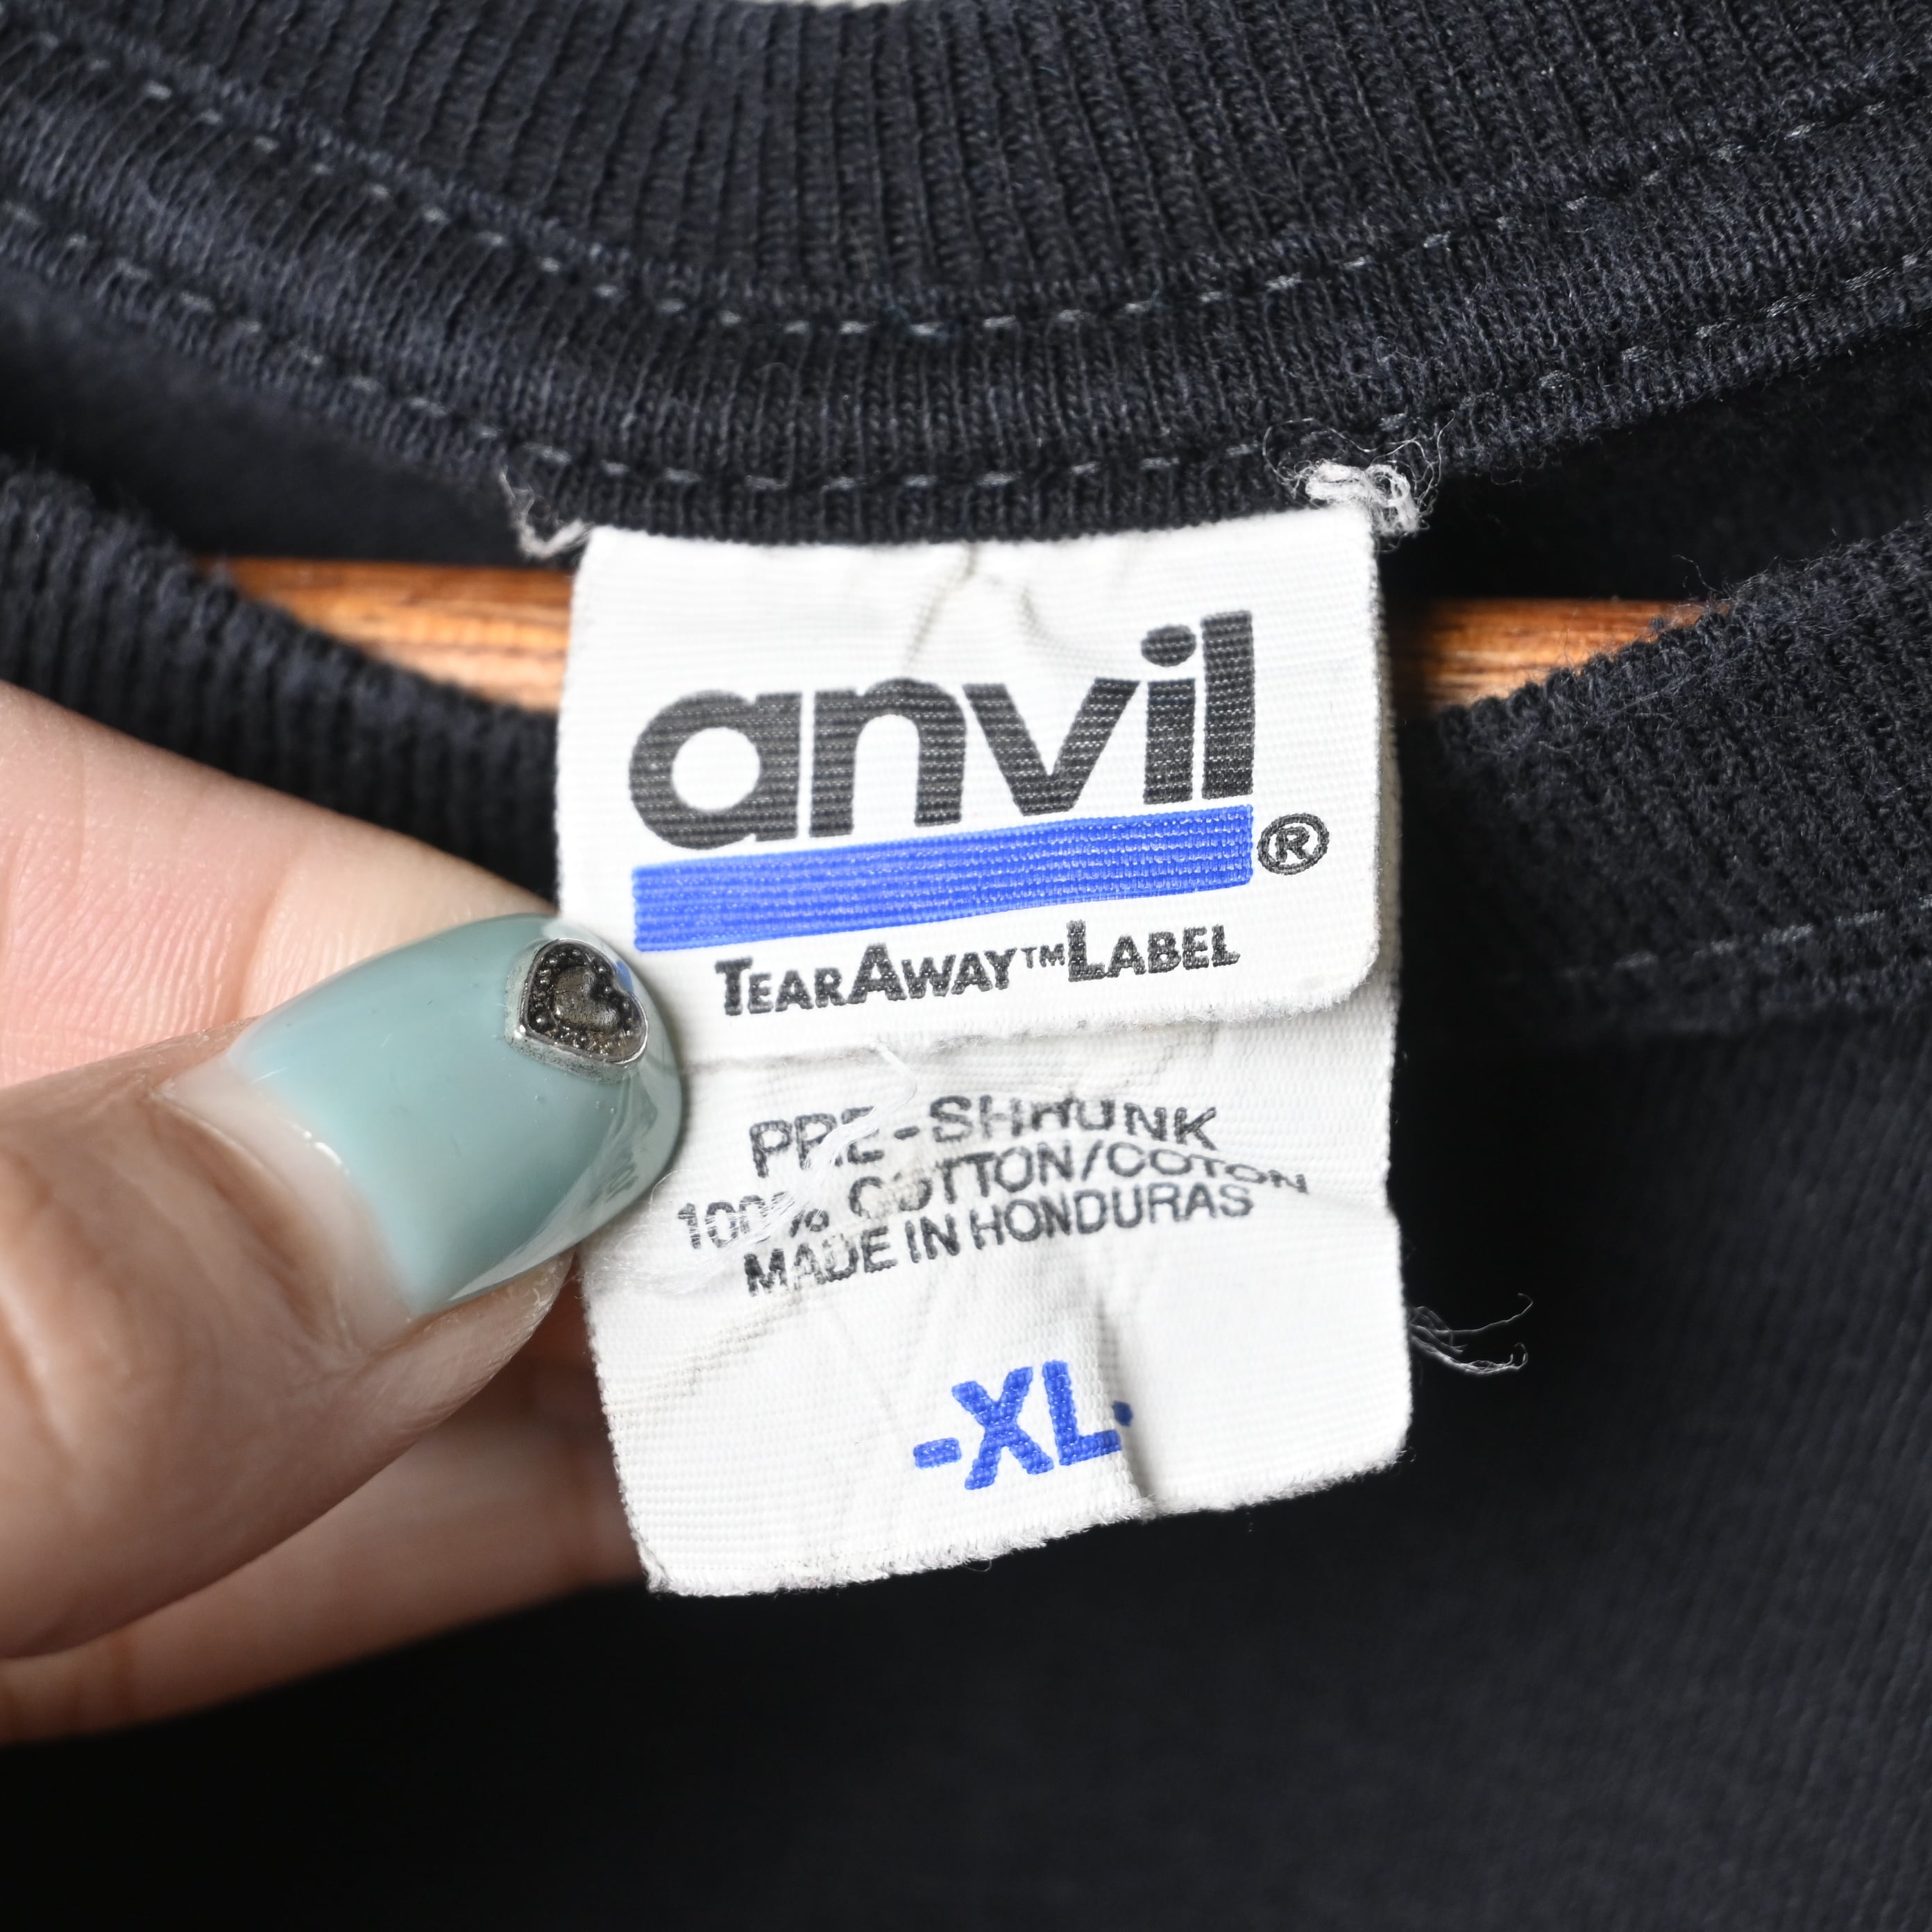 anvil®
TEARAWAY™LABEL
PRE-SHRUNK
100% COTTON/COTON
MADE IN HONDURAS
-XL-